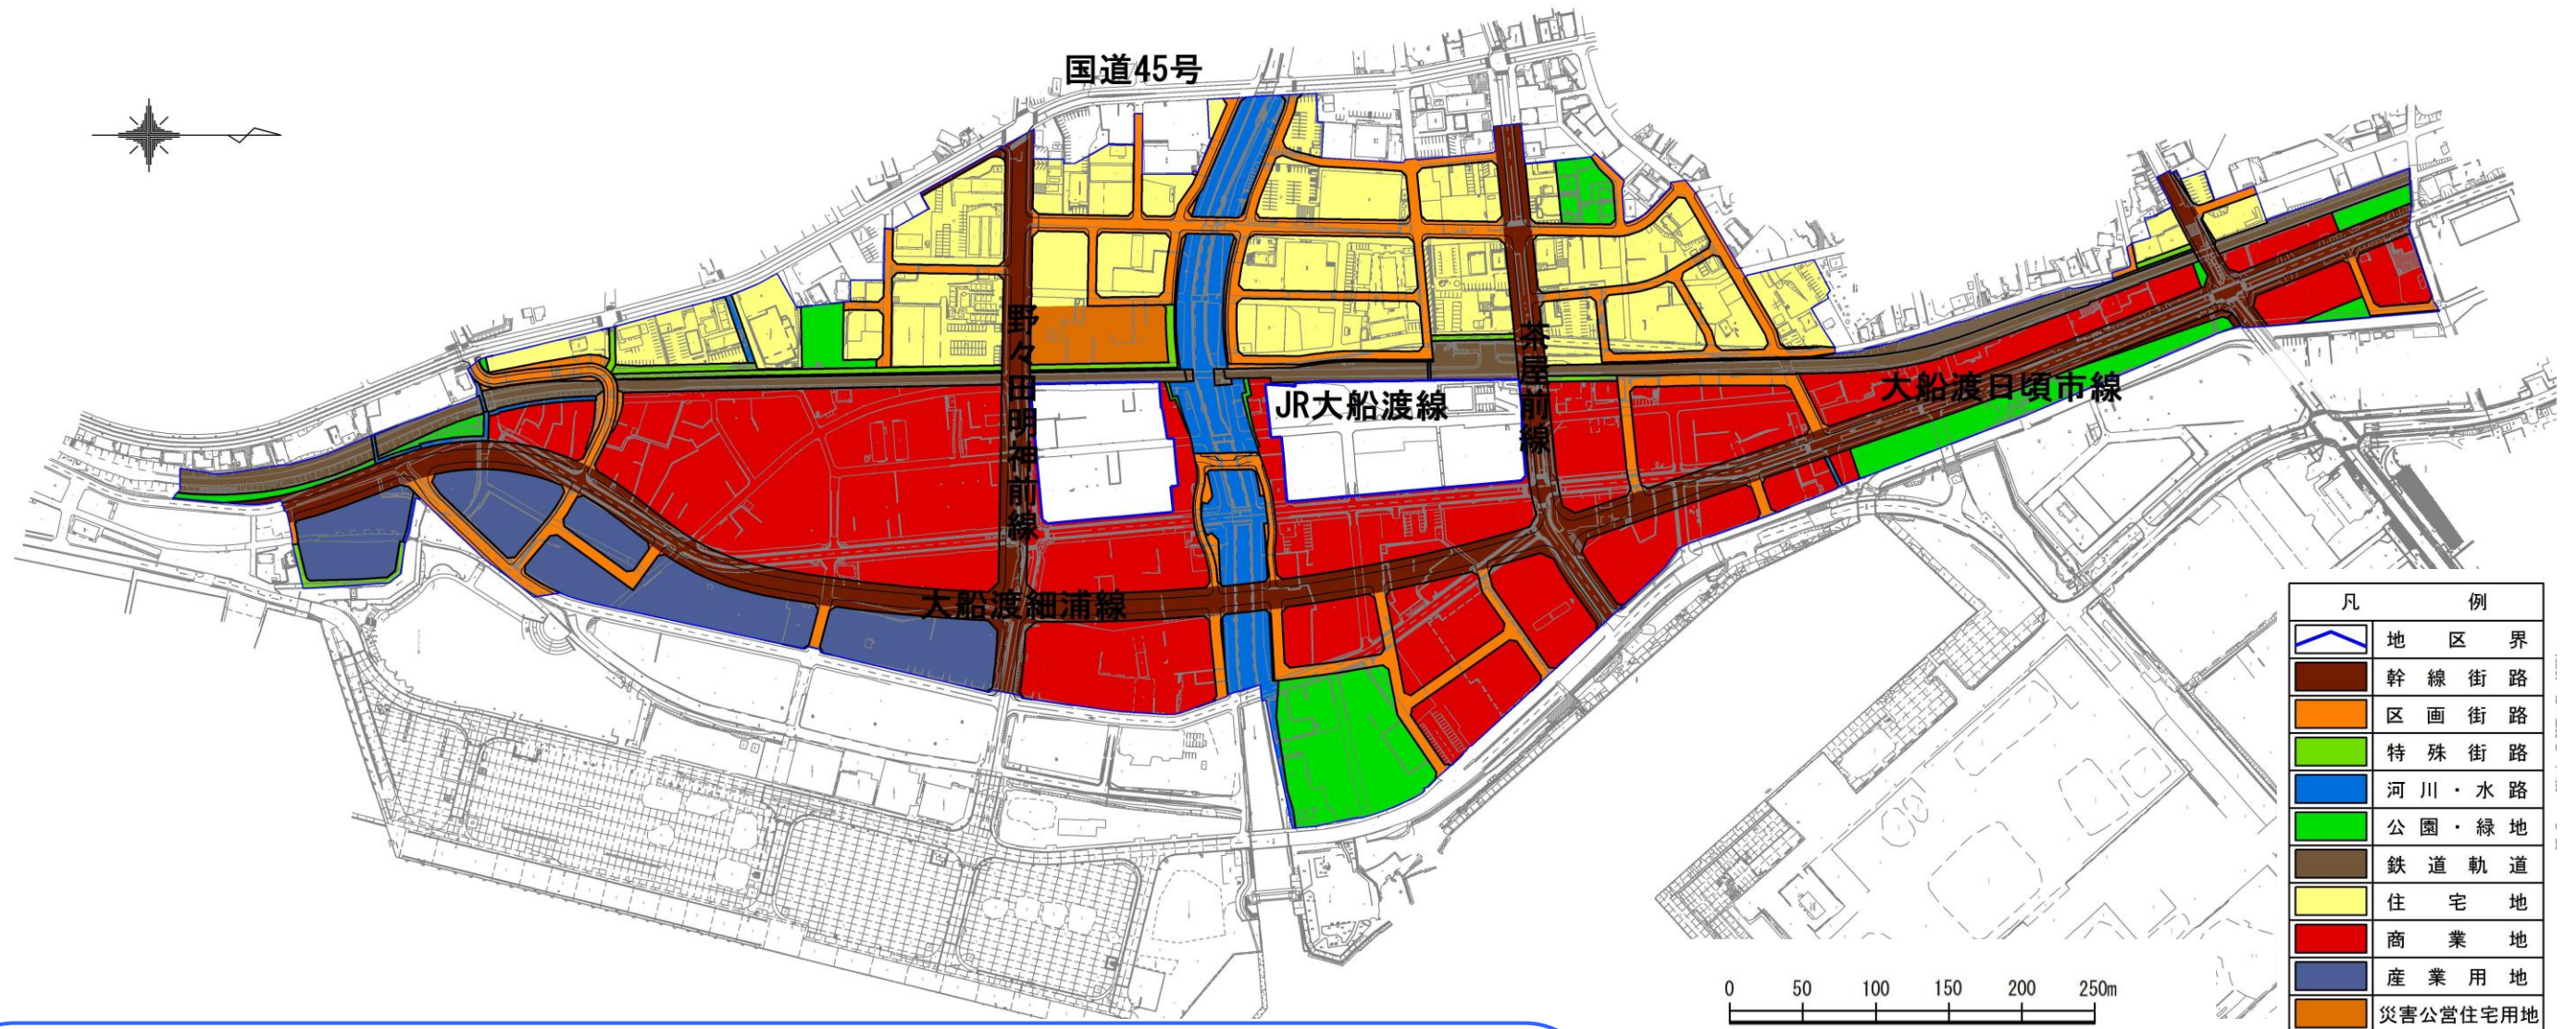 国道45号
野々田明神前線
茶屋前線
JR大船渡線
大船渡日頃市線
大船渡細浦線
凡 例
地 区 界
幹 線 街 路
区 画 街 路
特 殊 街 路
河 川 ・ 水 路
公 園 ・ 緑 地
鉄 道 軌 道
住 宅 地
商 業 地
産 業 用 地
災害公営住宅用地
0 50 100 150 200 250m